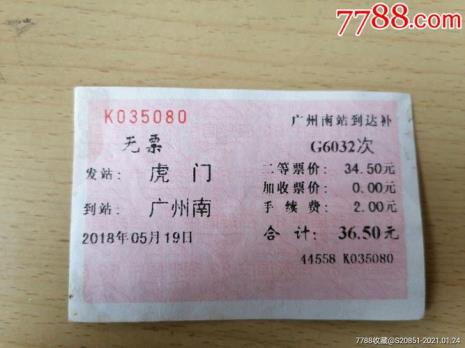 7788.com
K035080
广州南站到达补
无票
G6032次
发站: 虎 门
二等票价: 34.50元
加收票价: 0.00元
到站: 广州南
手 续 费: 2.00元
2018年05月19日
合 计: 36.50元
44558 K035080
7788收藏@S20851-2021.01.24